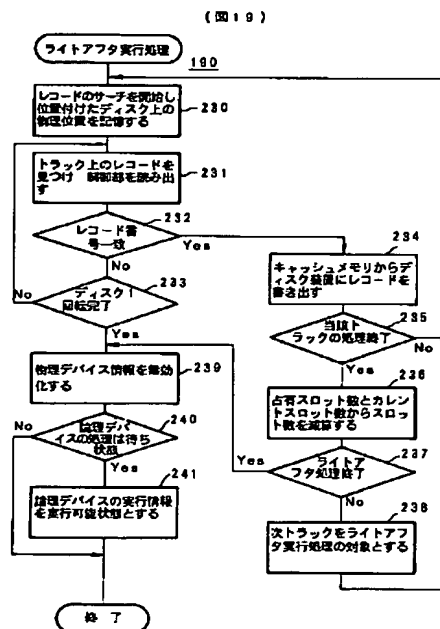 (図19)
ライトアフタ実行処理
190
レコードのサーチを開始し
位置付けたディスク上の
物理位置を記憶する
230
トラック上のレコードを
見つけ 制御部を読み出
す
231
レコード番
号一致
232
Yes
No
ディスク1
回転完了
233
No
Yes
物理デバイス情報を無効
化する
239
論理デバ
イスの処理は待ち
状態
240
No
Yes
論理デバイスの実行情報
を実行可能状態とする
241
終 了
キャッシュメモリからディ
スク装置にレコードを
書き出す
234
当該ト
ラックの処理終了
235
No
Yes
占有スロット数とカレント
スロット数からスロッ
ト数を減算する
236
ライトア
フタ処理終了
237
Yes
No
次トラックをライトアフ
タ実行処理の対象とする
238